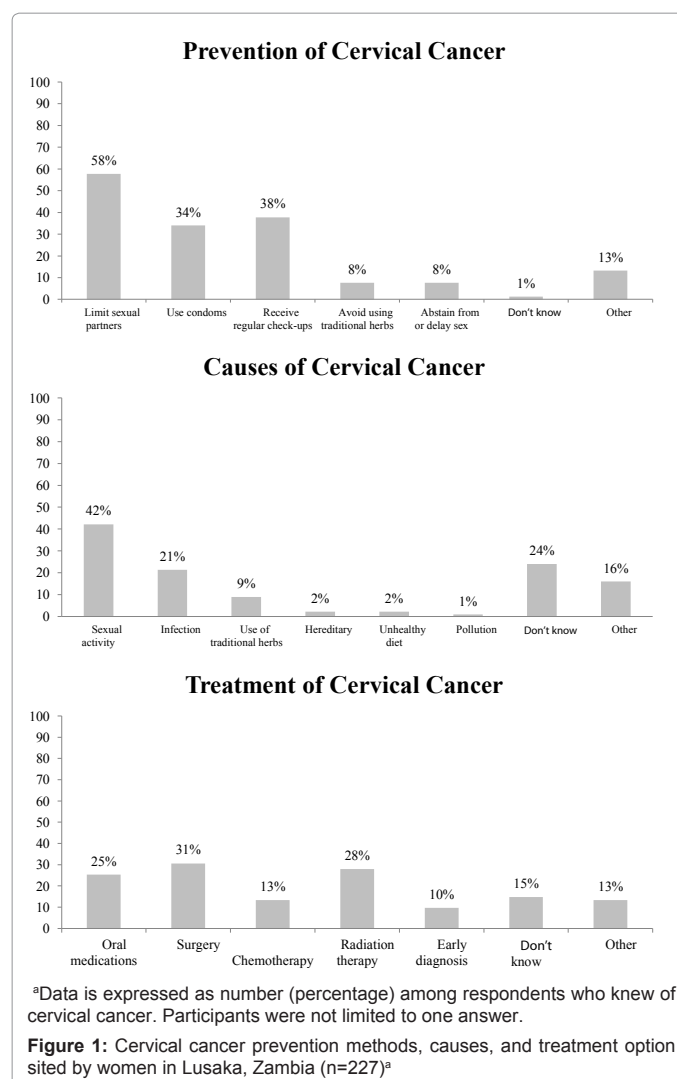 Prevention of Cervical Cancer
100
90
80
70
60
50
40
30
20
10
0
58%
34%
38%
8%
8%
1%
13%
Limit sexual
partners
Use condoms
Receive
regular check-ups
Avoid using
traditional herbs
Abstain from
or delay sex
Don't know
Other
Causes of Cervical Cancer
100
90
80
70
60
50
40
30
20
10
0
42%
21%
9%
2%
2%
1%
24%
16%
Sexual
activity
Infection
Use of
traditional herbs
Hereditary
Unhealthy
diet
Pollution
Don't know
Other
Treatment of Cervical Cancer
100
90
80
70
60
50
40
30
20
10
0
25%
31%
13%
28%
10%
15%
13%
Oral
medications
Surgery
Chemotherapy
Radiation
therapy
Early
diagnosis
Don't
know
Other
ᵃData is expressed as number (percentage) among respondents who knew of
cervical cancer. Participants were not limited to one answer.
Figure 1: Cervical cancer prevention methods, causes, and treatment option
sited by women in Lusaka, Zambia (n=227)ᵃ